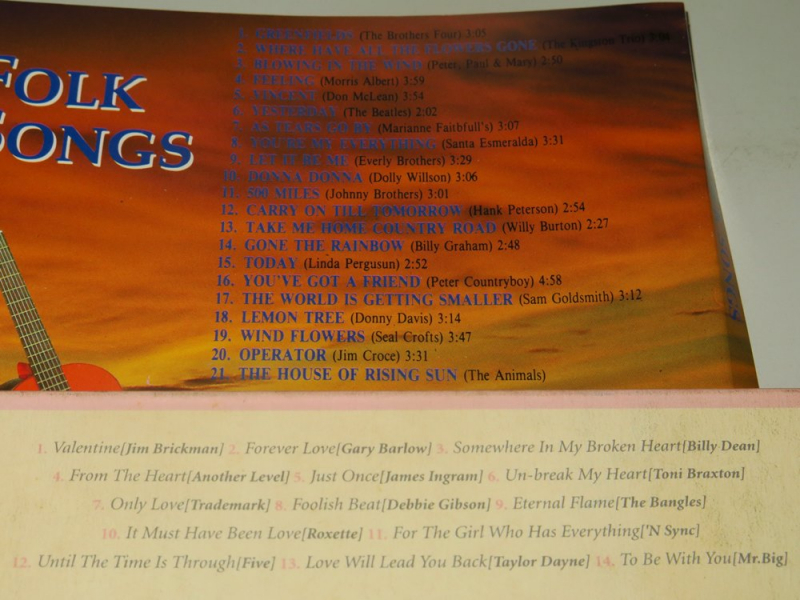 FOLK
SONGS
1. GREENFIELDS (The Brothers Four) 3:05
2. WHERE HAVE ALL THE FLOWERS GONE (The Kingston Trio)
3. BLOWING IN THE WIND (Peter, Paul & Mary) 2:50
4. FEELING (Morris Albert) 3:59
5. VINCENT (Don McLean) 3:54
6. YESTERDAY (The Beatles) 2:02
7. AS TEARS GO BY (Marianne Faithfull's) 3:07
8. YOU'RE MY EVERYTHING (Santa Esmeralda) 3:31
9. LET IT BE ME (Everly Brothers) 3:29
10. DONNA DONNA (Dolly Willson) 3:06
11. 500 MILES (Johnny Brothers) 3:01
12. CARRY ON TILL TOMORROW (Hank Peterson) 2:54
13. TAKE ME HOME COUNTRY ROAD (Willy Burton) 2:27
14. GONE THE RAINBOW (Billy Graham) 2:48
15. TODAY (Linda Pergusun) 2:52
16. YOU'VE GOT A FRIEND (Peter Countryboy) 4:58
17. THE WORLD IS GETTING SMALLER (Sam Goldsmith) 3:12
18. LEMON TREE (Donny Davis) 3:14
19. WIND FLOWERS (Seal Crofts) 3:47
20. OPERATOR (Jim Croce) 3:31
21. THE HOUSE OF RISING SUN (The Animals)
1. Valentine[Jim Brickman] 2. Forever Love[Gary Barlow] 3. Somewhere In My Broken Heart[Billy Dean]
4. From The Heart[Another Level] 5. Just Once[James Ingram] 6. Un-break My Heart[Toni Braxton]
7. Only Love[Trademark] 8. Foolish Beat[Debbie Gibson] 9. Eternal Flame[The Bangles]
10. It Must Have Been Love[Roxette] 11. For The Girl Who Has Everything['N Sync]
12. Until The Time Is Through[Five] 13. Love Will Lead You Back[Taylor Dayne] 14. To Be With You[Mr.Big]